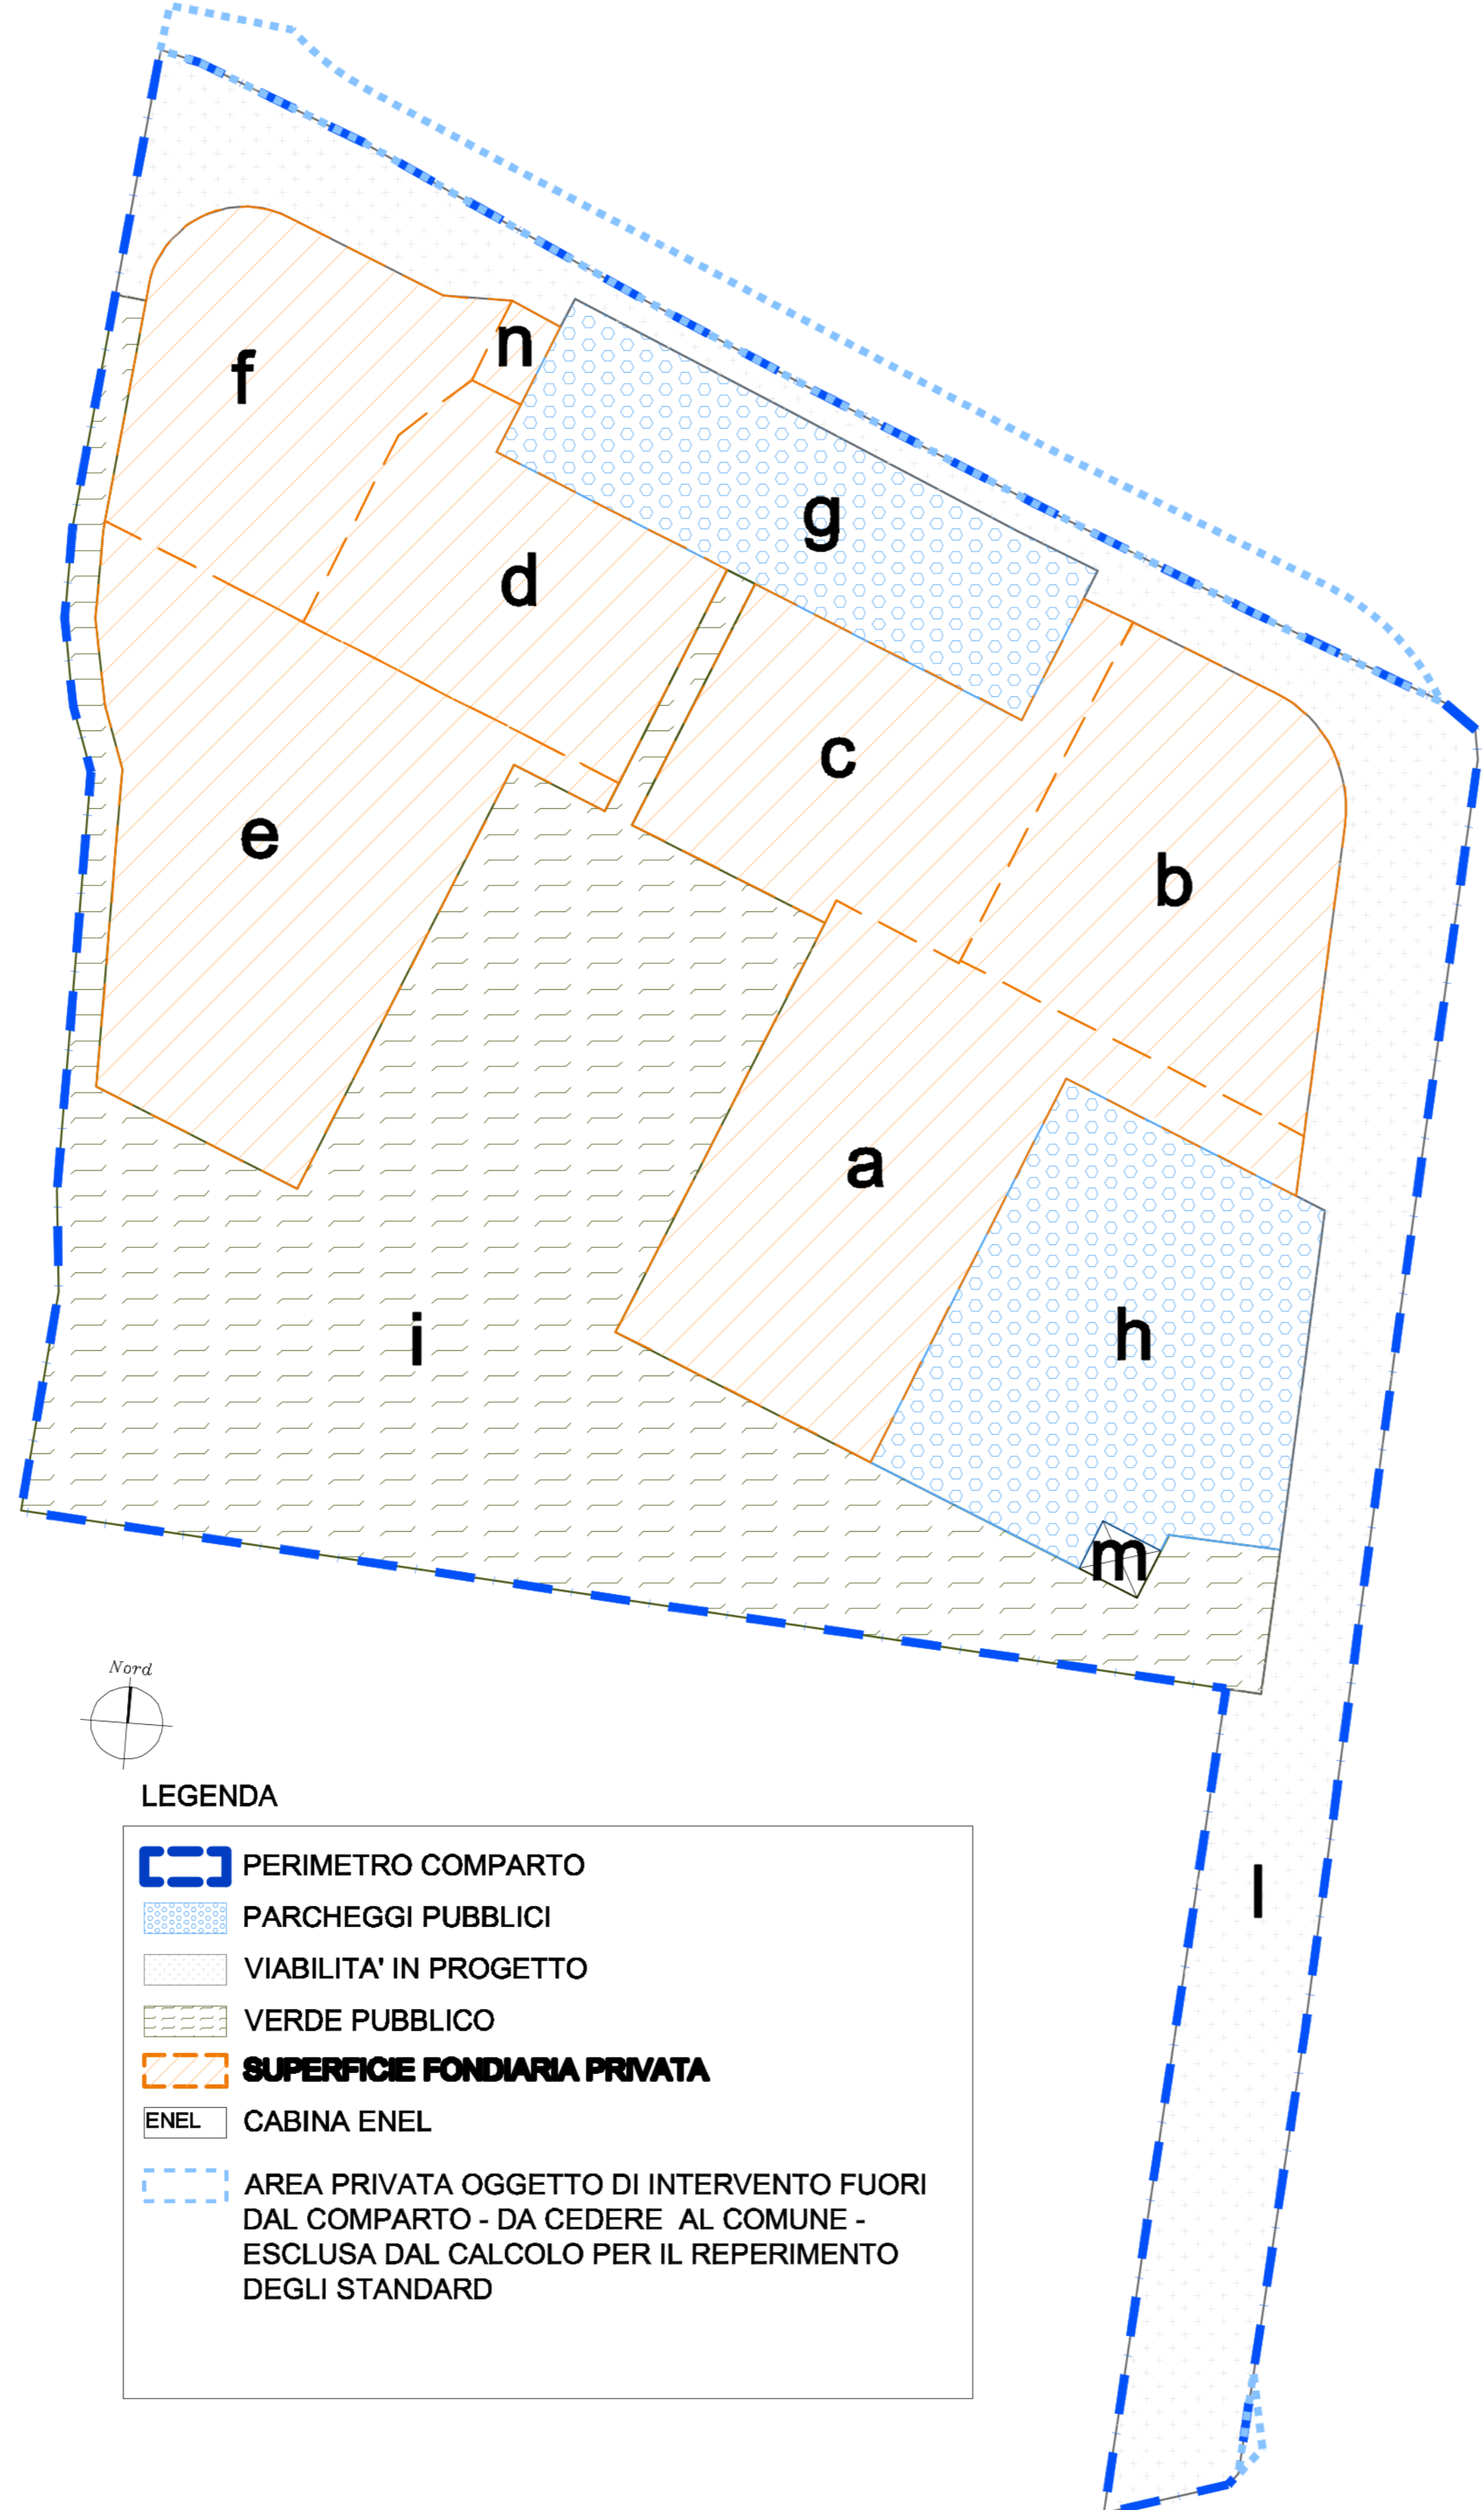 n
f
g
d
c
b
e
a
h
i
m
Nord
LEGENDA
PERIMETRO COMPARTO
PARCHEGGI PUBBLICI
VIABILITA' IN PROGETTO
l
VERDE PUBBLICO
SUPERFICIE FONDIARIA PRIVATA
ENEL CABINA ENEL
AREA PRIVATA OGGETTO DI INTERVENTO FUORI
DAL COMPARTO - DA CEDERE AL COMUNE -
ESCLUSA DAL CALCOLO PER IL REPERIMENTO
DEGLI STANDARD